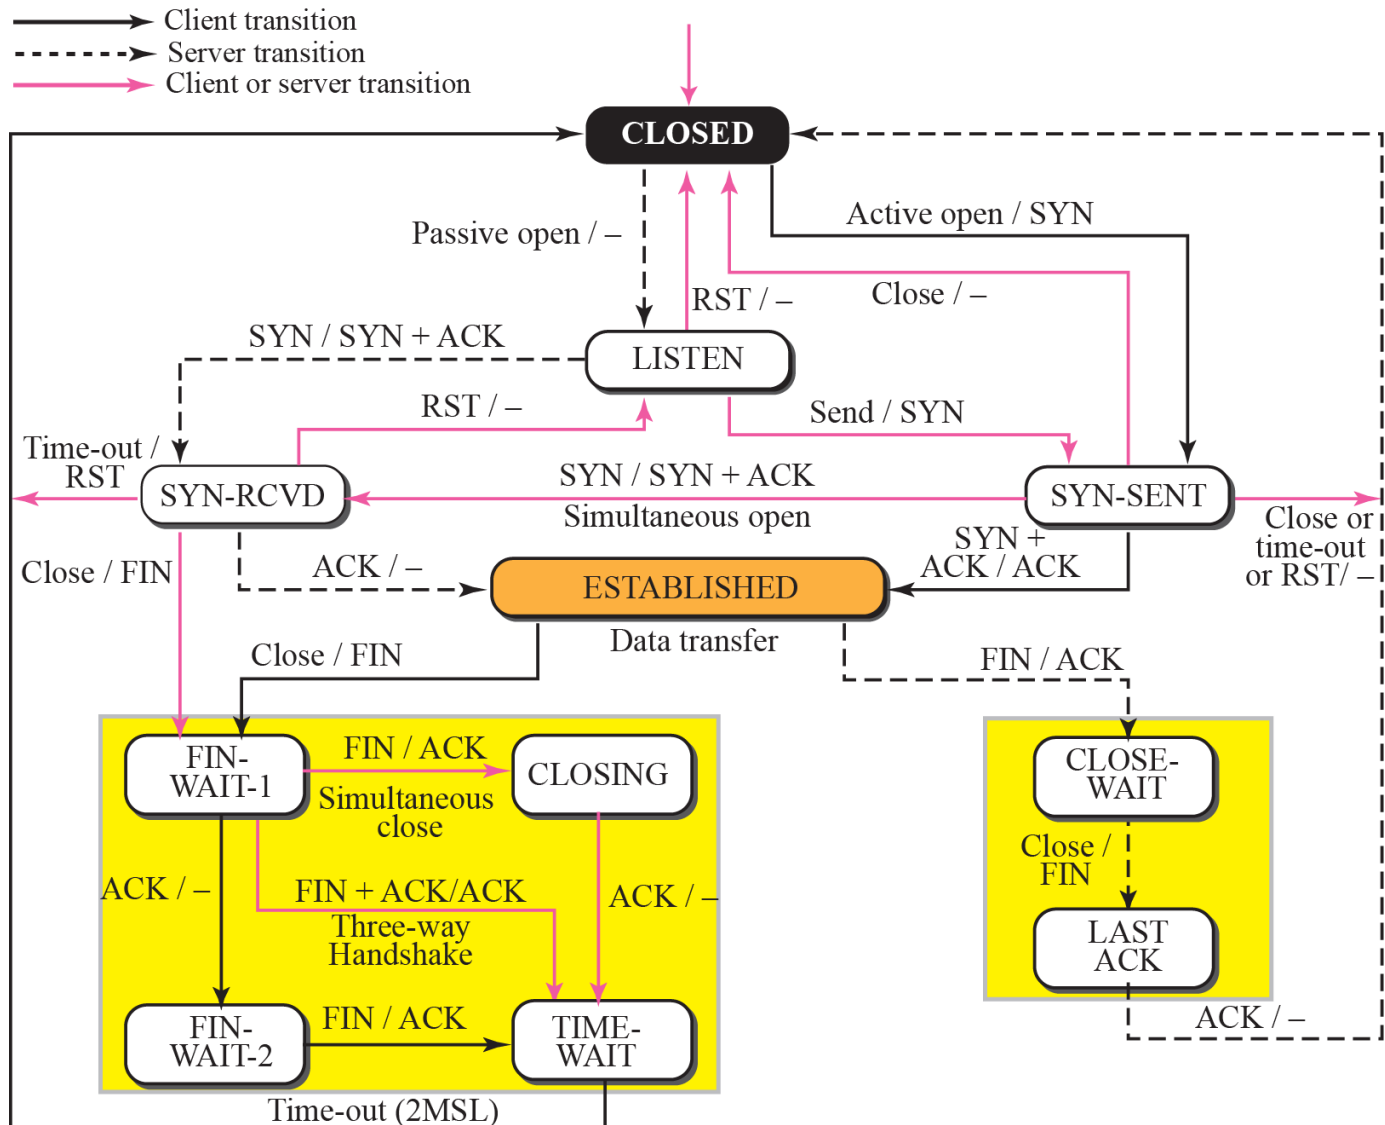 Client transition
Server transition
Client or server transition
CLOSED
Active open / SYN
Passive open / –
RST / –
Close / –
SYN / SYN + ACK
LISTEN
RST / –
Send / SYN
Time-out /
RST
SYN / SYN + ACK
SYN-RCVD
SYN-SENT
Simultaneous open
Close or
time-out
or RST/ –
SYN +
ACK / ACK
Close / FIN
ACK / –
ESTABLISHED
Data transfer
Close / FIN
FIN / ACK
FIN-
WAIT-1
FIN / ACK
CLOSING
Simultaneous
close
CLOSE-
WAIT
Close /
FIN
ACK / –
FIN + ACK/ACK
ACK / –
Three-way
Handshake
LAST
ACK
FIN-
WAIT-2
FIN / ACK
TIME-
WAIT
ACK / –
Time-out (2MSL)